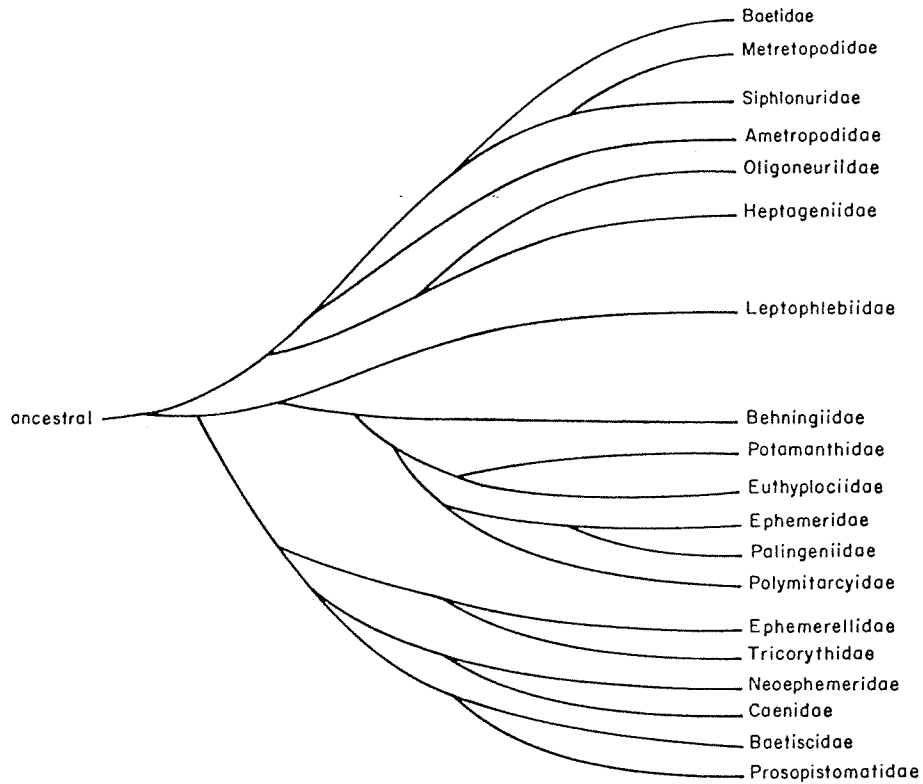 Baetidae
Metretopodidae
Siphlonuridae
Ametropodidae
Oligoneuriidae
Heptageniidae
Leptophlebiidae
ancestral
Behningiidae
Potamanthidae
Euthyplociidae
Ephemeridae
Palingeniidae
Polymitarcyidae
Ephemerellidae
Tricorythidae
Neoephemeridae
Caenidae
Baetiscidae
Prosopistomatidae